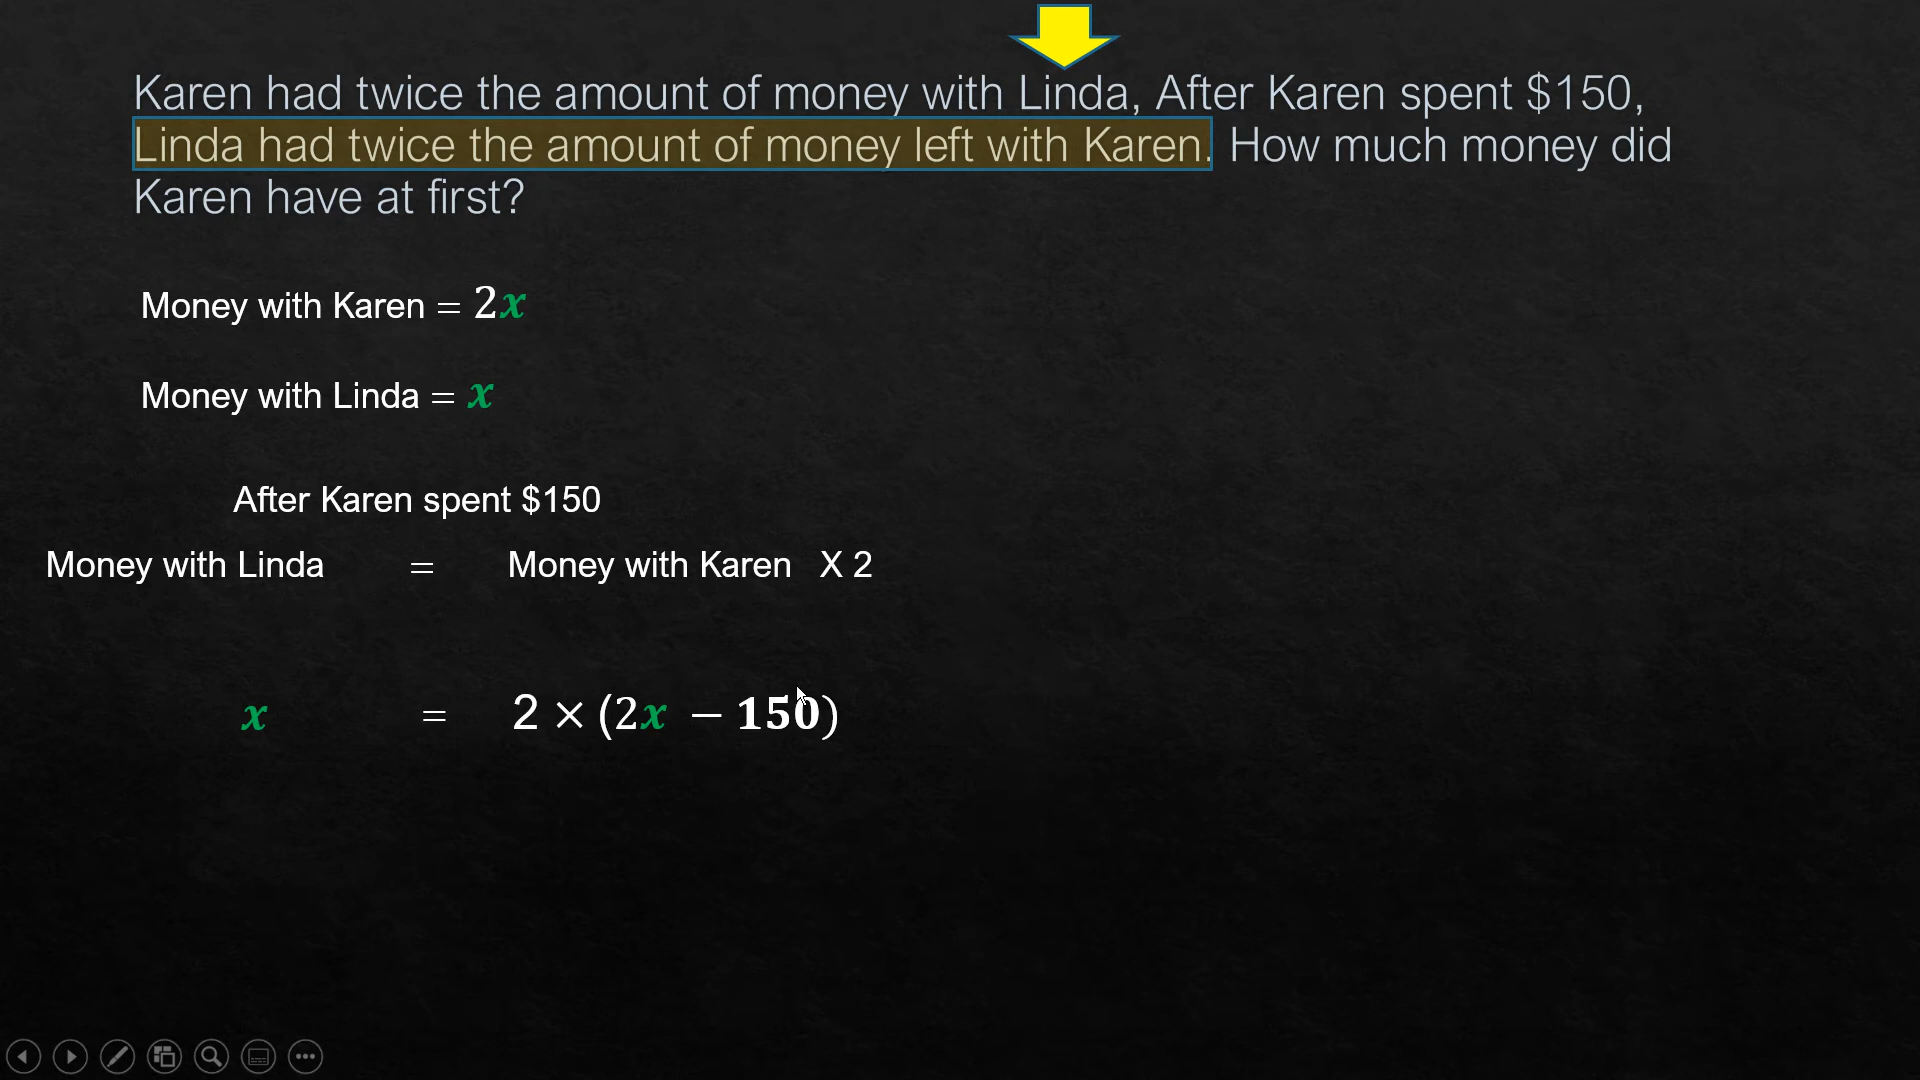 Karen had twice the amount of money with Linda, After Karen spent $150,
Linda had twice the amount of money left with Karen. How much money did
Karen have at first?
Money with Karen = 2x
Money with Linda = x
After Karen spent $150
Money with Linda = Money with Karen X 2
x = 2 × (2x − 150)